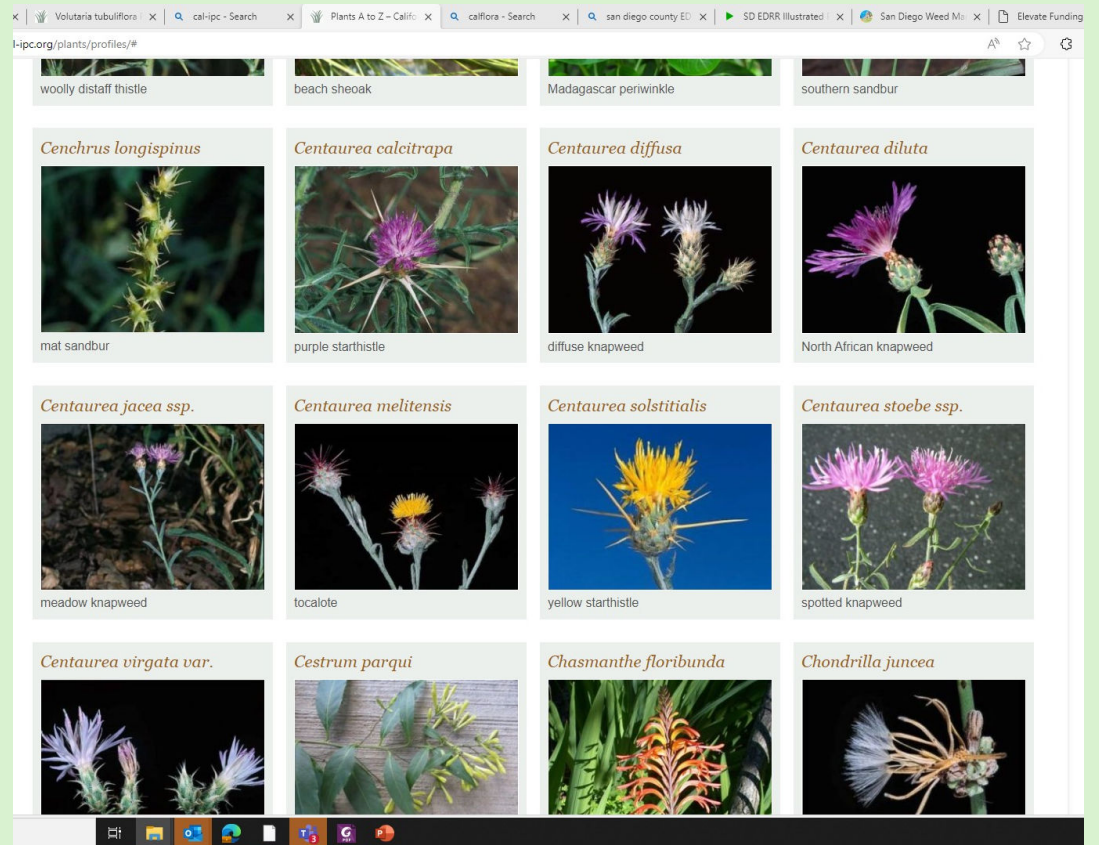 Volutaria tubuliflora
cal-ipc - Search
Plants A to Z – Califo
calflora - Search
san diego county ED
SD EDRR Illustrated
San Diego Weed Ma
Elevate Funding
l-ipc.org/plants/profiles/#
woolly distaff thistle
beach sheoak
Madagascar periwinkle
southern sandbur
Cenchrus longispinus
Centaurea calcitrapa
Centaurea diffusa
Centaurea diluta
mat sandbur
purple starthistle
diffuse knapweed
North African knapweed
Centaurea jacea ssp.
Centaurea melitensis
Centaurea solstitialis
Centaurea stoebe ssp.
meadow knapweed
tocalote
yellow starthistle
spotted knapweed
Centaurea virgata var.
Cestrum parqui
Chasmanthe floribunda
Chondrilla juncea